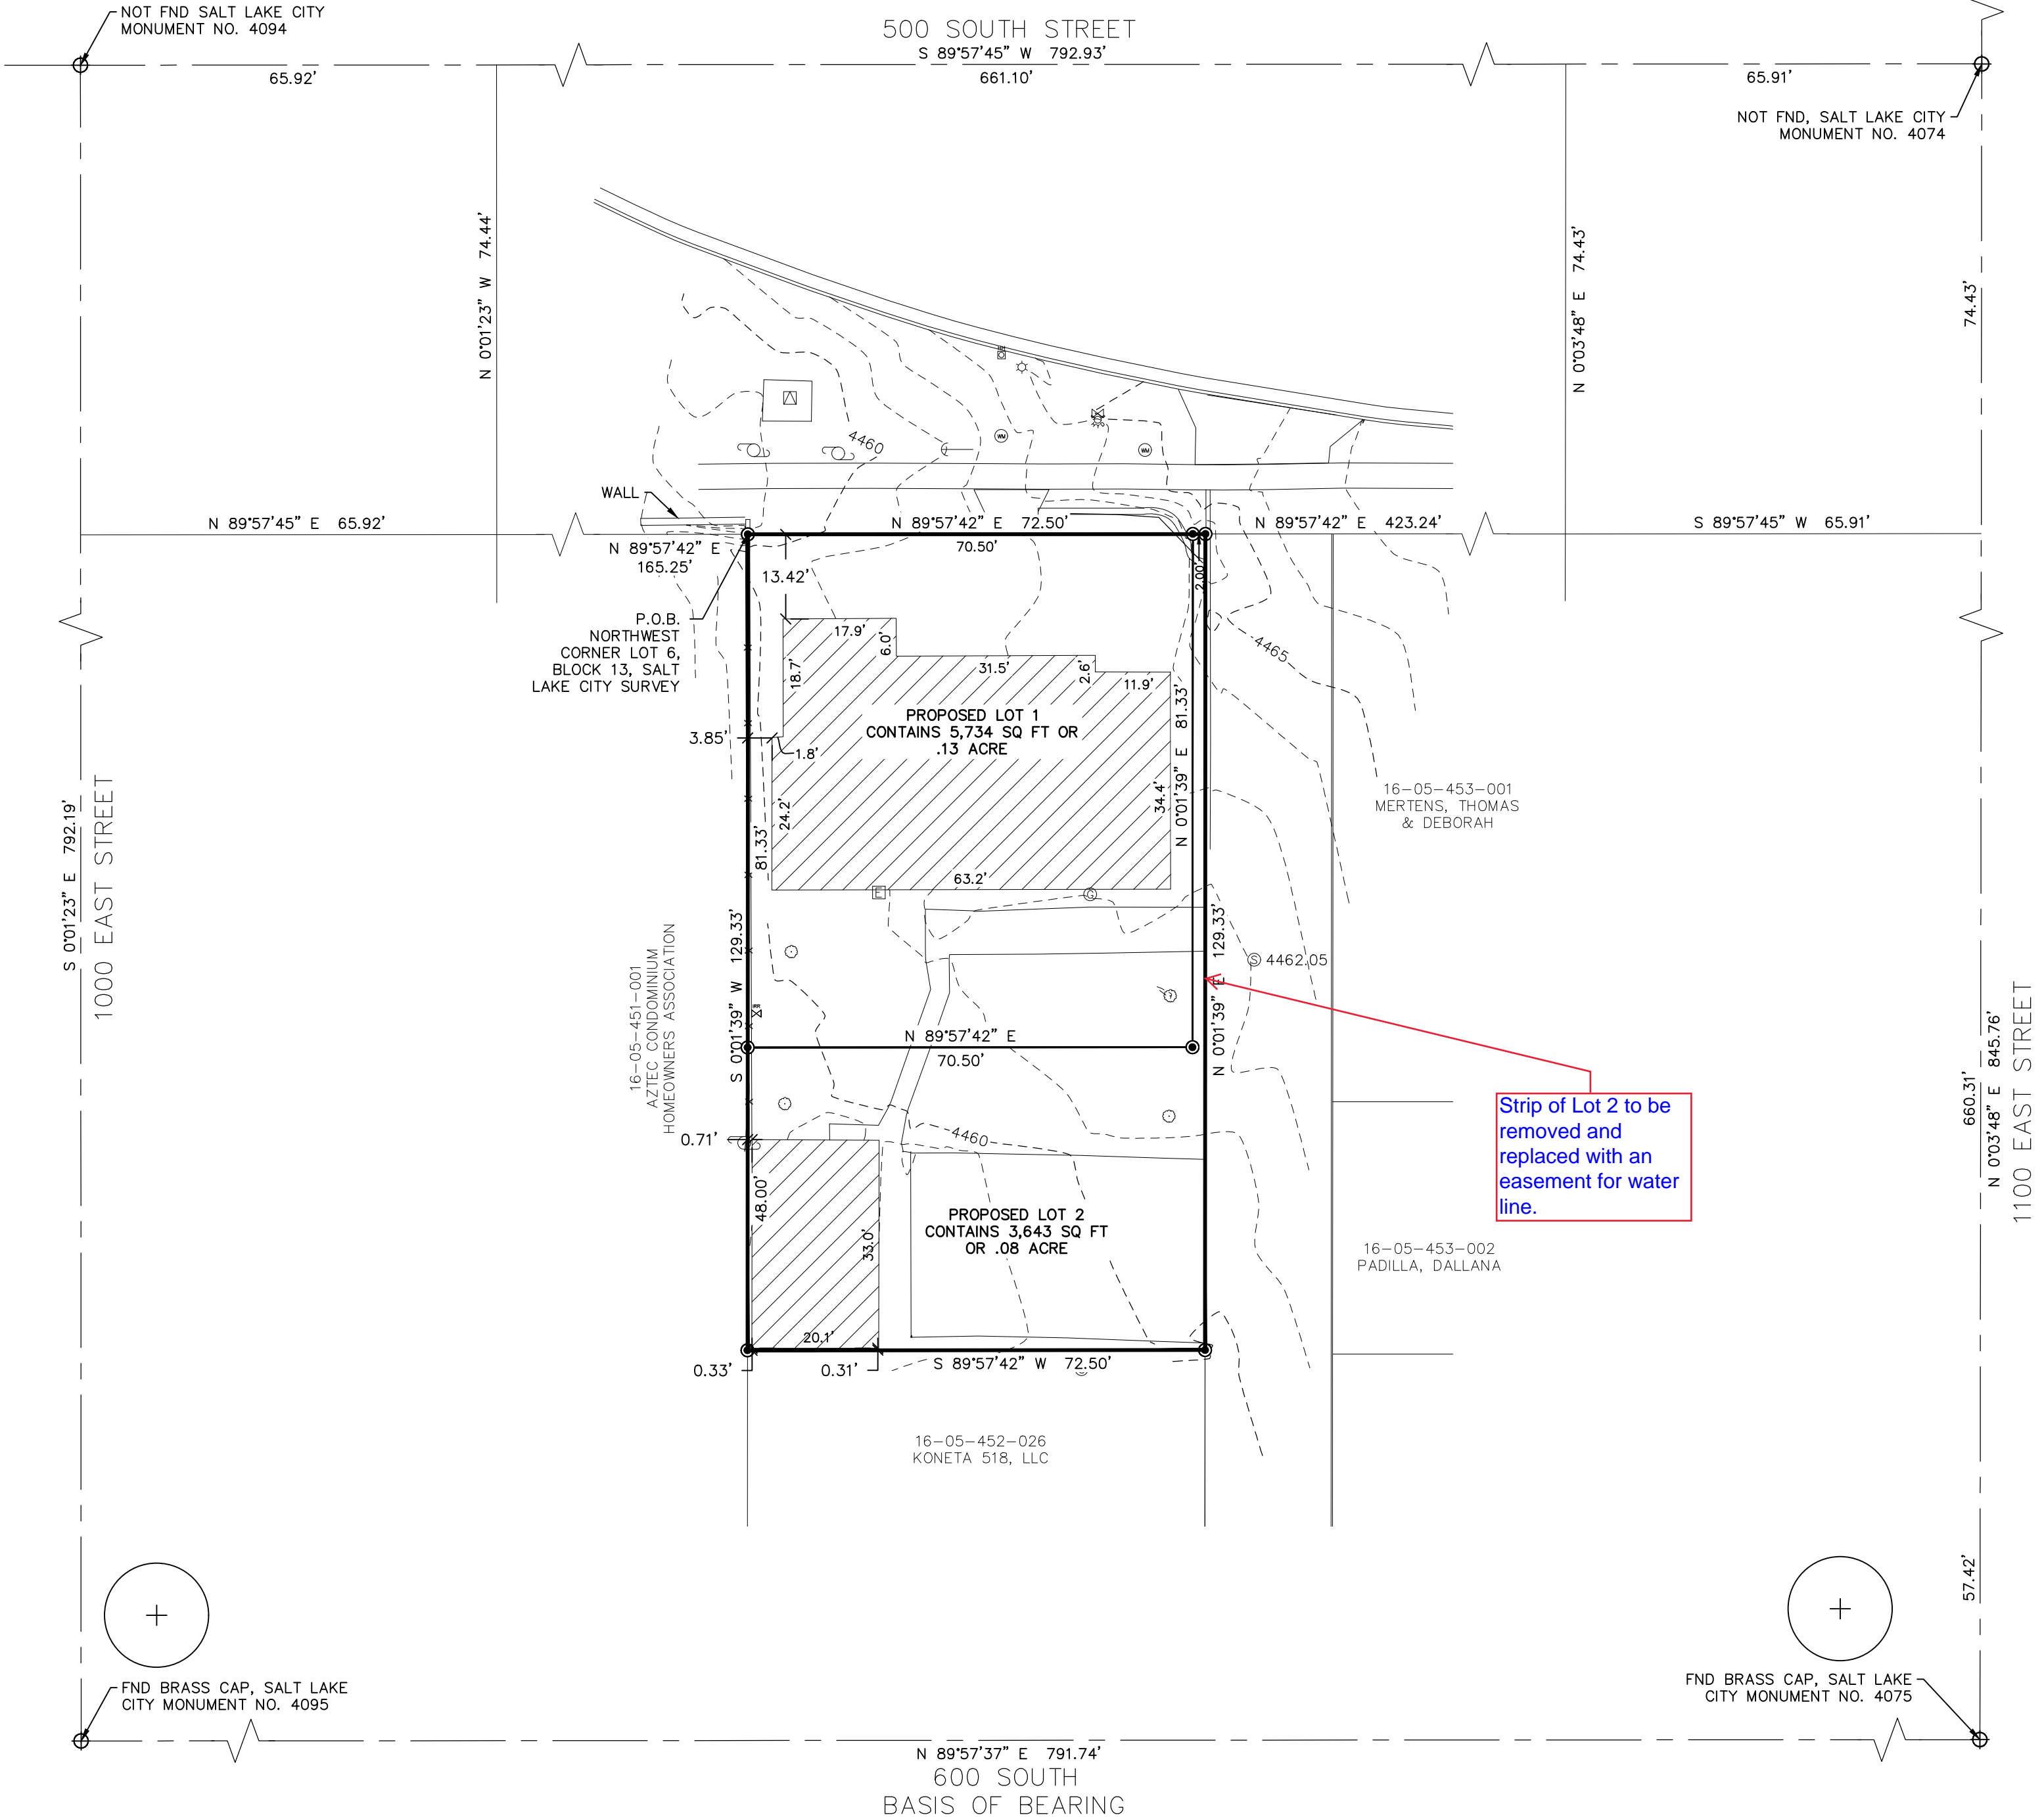 NOT FND SALT LAKE CITY
MONUMENT NO. 4094
500 SOUTH STREET
S 89°57'45" W 792.93'
65.92'
661.10'
65.91'
NOT FND, SALT LAKE CITY
MONUMENT NO. 4074
N 0°01'23" W 74.44'
N 0°03'48" E 74.43'
74.43'
4460
WM
WM
WALL
N 89°57'45" E 65.92'
N 89°57'42" E 72.50'
N 89°57'42" E 423.24'
S 89°57'45" W 65.91'
N 89°57'42" E
165.25'
70.50'
13.42'
2.00'
P.O.B.
NORTHWEST
CORNER LOT 6,
BLOCK 13, SALT
LAKE CITY SURVEY
17.9'
6.0'
18.7'
31.5'
2.6'
11.9'
4465
PROPOSED LOT 1
CONTAINS 5,734 SQ FT OR
.13 ACRE
3.85'
1.8'
N 0°01'39" E 81.33'
34.4'
24.2'
81.33'
63.2'
E
G
16-05-453-001
MERTENS, THOMAS
& DEBORAH
S 0°01'23" E 792.19'
1000 EAST STREET
S 0°01'39" W 129.33'
N 0°01'39" E 129.33'
S 4462.05
16-05-451-001
AZTEC CONDOMINIUM
HOMEOWNERS ASSOCIATION
N 89°57'42" E
70.50'
Strip of Lot 2 to be
removed and
replaced with an
easement for water
line.
660.31'
N 0°03'48" E 845.76'
1100 EAST STREET
0.71'
4460
48.00'
33.0'
PROPOSED LOT 2
CONTAINS 3,643 SQ FT
OR .08 ACRE
16-05-453-002
PADILLA, DALLANA
20.1'
0.33'
0.31'
S 89°57'42" W 72.50'
16-05-452-026
KONETA 518, LLC
57.42'
FND BRASS CAP, SALT LAKE
CITY MONUMENT NO. 4095
FND BRASS CAP, SALT LAKE
CITY MONUMENT NO. 4075
N 89°57'37" E 791.74'
600 SOUTH
BASIS OF BEARING